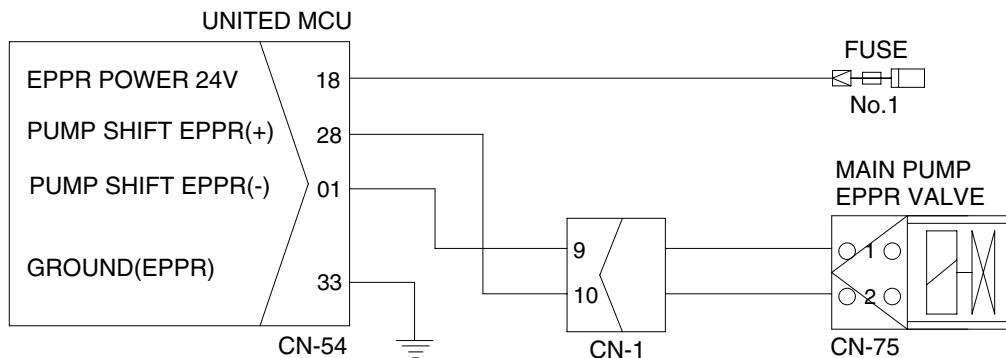 UNITED MCU
EPPR POWER 24V 18
FUSE
No.1
PUMP SHIFT EPPR(+) 28
PUMP SHIFT EPPR(-) 01
MAIN PUMP
EPPR VALVE
9 1
GROUND(EPPR) 33
10 2
CN-54
CN-1
CN-75